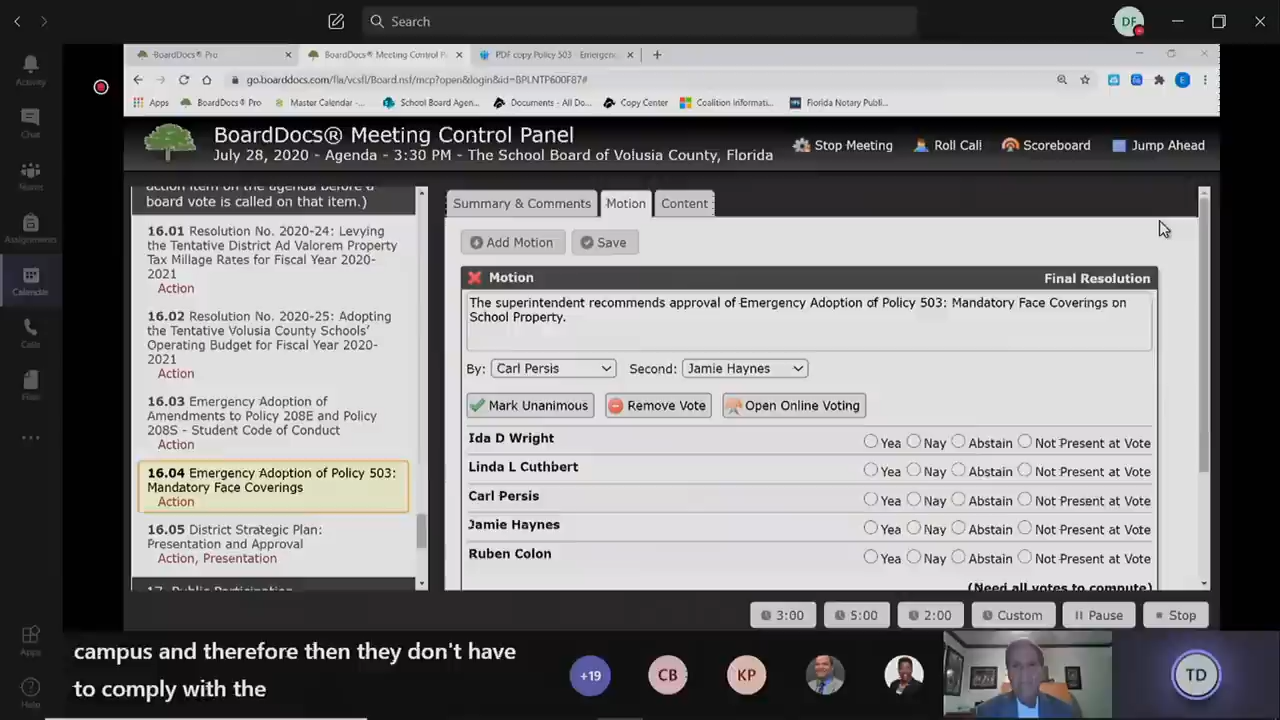 Search
DF
BoardDocs® Pro
BoardDocs® Meeting Control P
PDF copy Policy 503 - Emergen
go.boarddocs.com/fla/vcsfl/Board.nsf/mcp?open&login&id=BPLNTP600F87#
E
Apps
BoardDocs® Pro
Master Calendar -...
School Board Agen...
Documents - All Do...
Copy Center
Coalition Informati...
Florida Notary Publi...
BoardDocs® Meeting Control Panel
July 28, 2020 - Agenda - 3:30 PM - The School Board of Volusia County, Florida
Stop Meeting
Roll Call
Scoreboard
Jump Ahead
Activity
Chat
Teams
Assignments
Calendar
Calls
Files
Apps
Help
action item on the agenda before a
board vote is called on that item.)
16.01 Resolution No. 2020-24: Levying
the Tentative District Ad Valorem Property
Tax Millage Rates for Fiscal Year 2020-
2021
Action
16.02 Resolution No. 2020-25: Adopting
the Tentative Volusia County Schools'
Operating Budget for Fiscal Year 2020-
2021
Action
16.03 Emergency Adoption of
Amendments to Policy 208E and Policy
208S - Student Code of Conduct
Action
16.04 Emergency Adoption of Policy 503:
Mandatory Face Coverings
Action
16.05 District Strategic Plan:
Presentation and Approval
Action, Presentation
17. Public Participation
Summary & Comments
Motion
Content
Add Motion
Save
Motion
Final Resolution
The superintendent recommends approval of Emergency Adoption of Policy 503: Mandatory Face Coverings on
School Property.
By: Carl Persis Second: Jamie Haynes
Mark Unanimous
Remove Vote
Open Online Voting
Ida D Wright Yea Nay Abstain Not Present at Vote
Linda L Cuthbert Yea Nay Abstain Not Present at Vote
Carl Persis Yea Nay Abstain Not Present at Vote
Jamie Haynes Yea Nay Abstain Not Present at Vote
Ruben Colon Yea Nay Abstain Not Present at Vote
(Need all votes to compute)
3:00
5:00
2:00
Custom
Pause
Stop
campus and therefore then they don't have
to comply with the
+19
CB
KP
TD